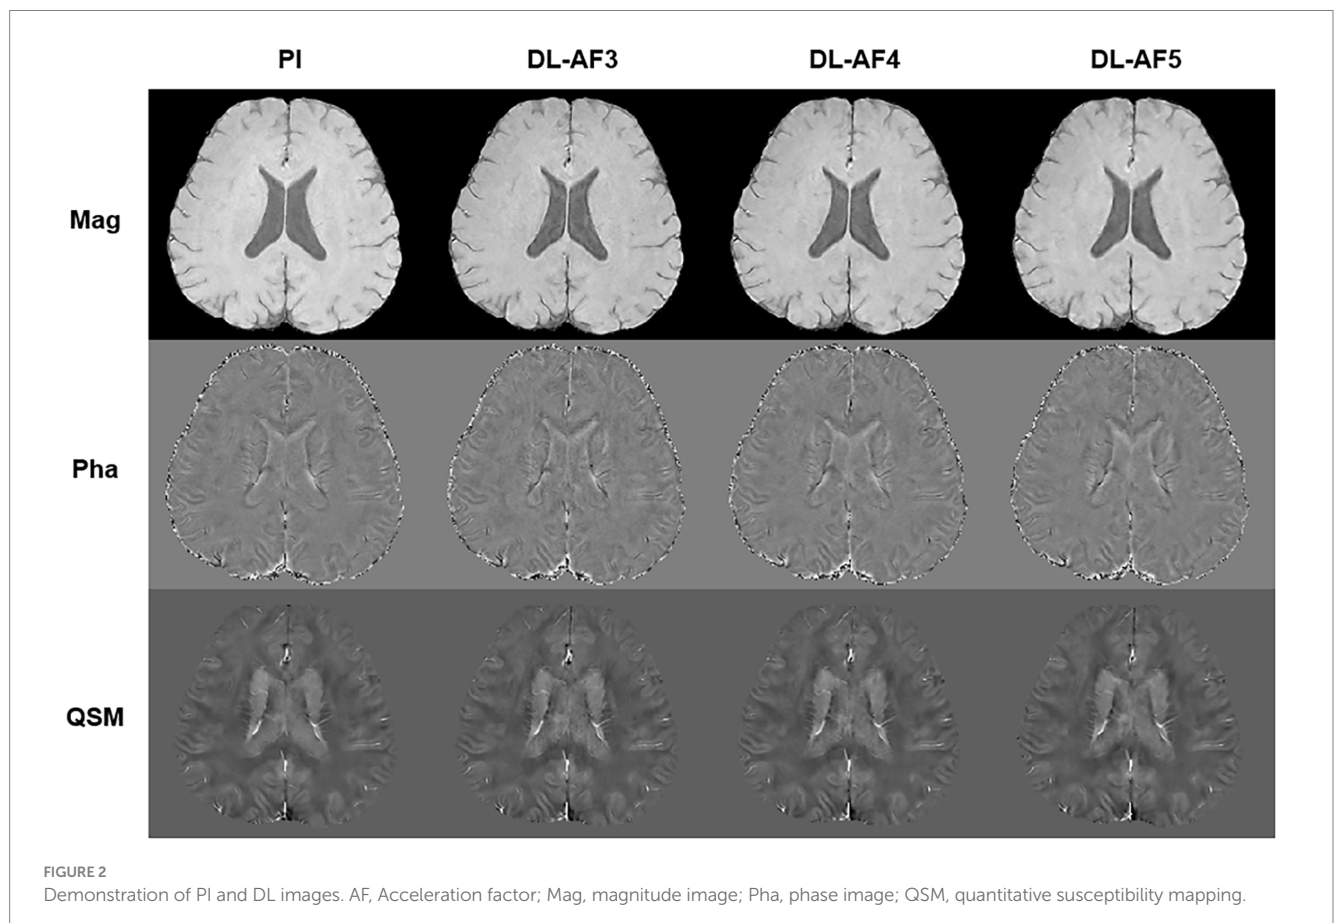 PI DL-AF3 DL-AF4 DL-AF5
Mag
Pha
QSM
FIGURE 2
Demonstration of PI and DL images. AF, Acceleration factor; Mag, magnitude image; Pha, phase image; QSM, quantitative susceptibility mapping.